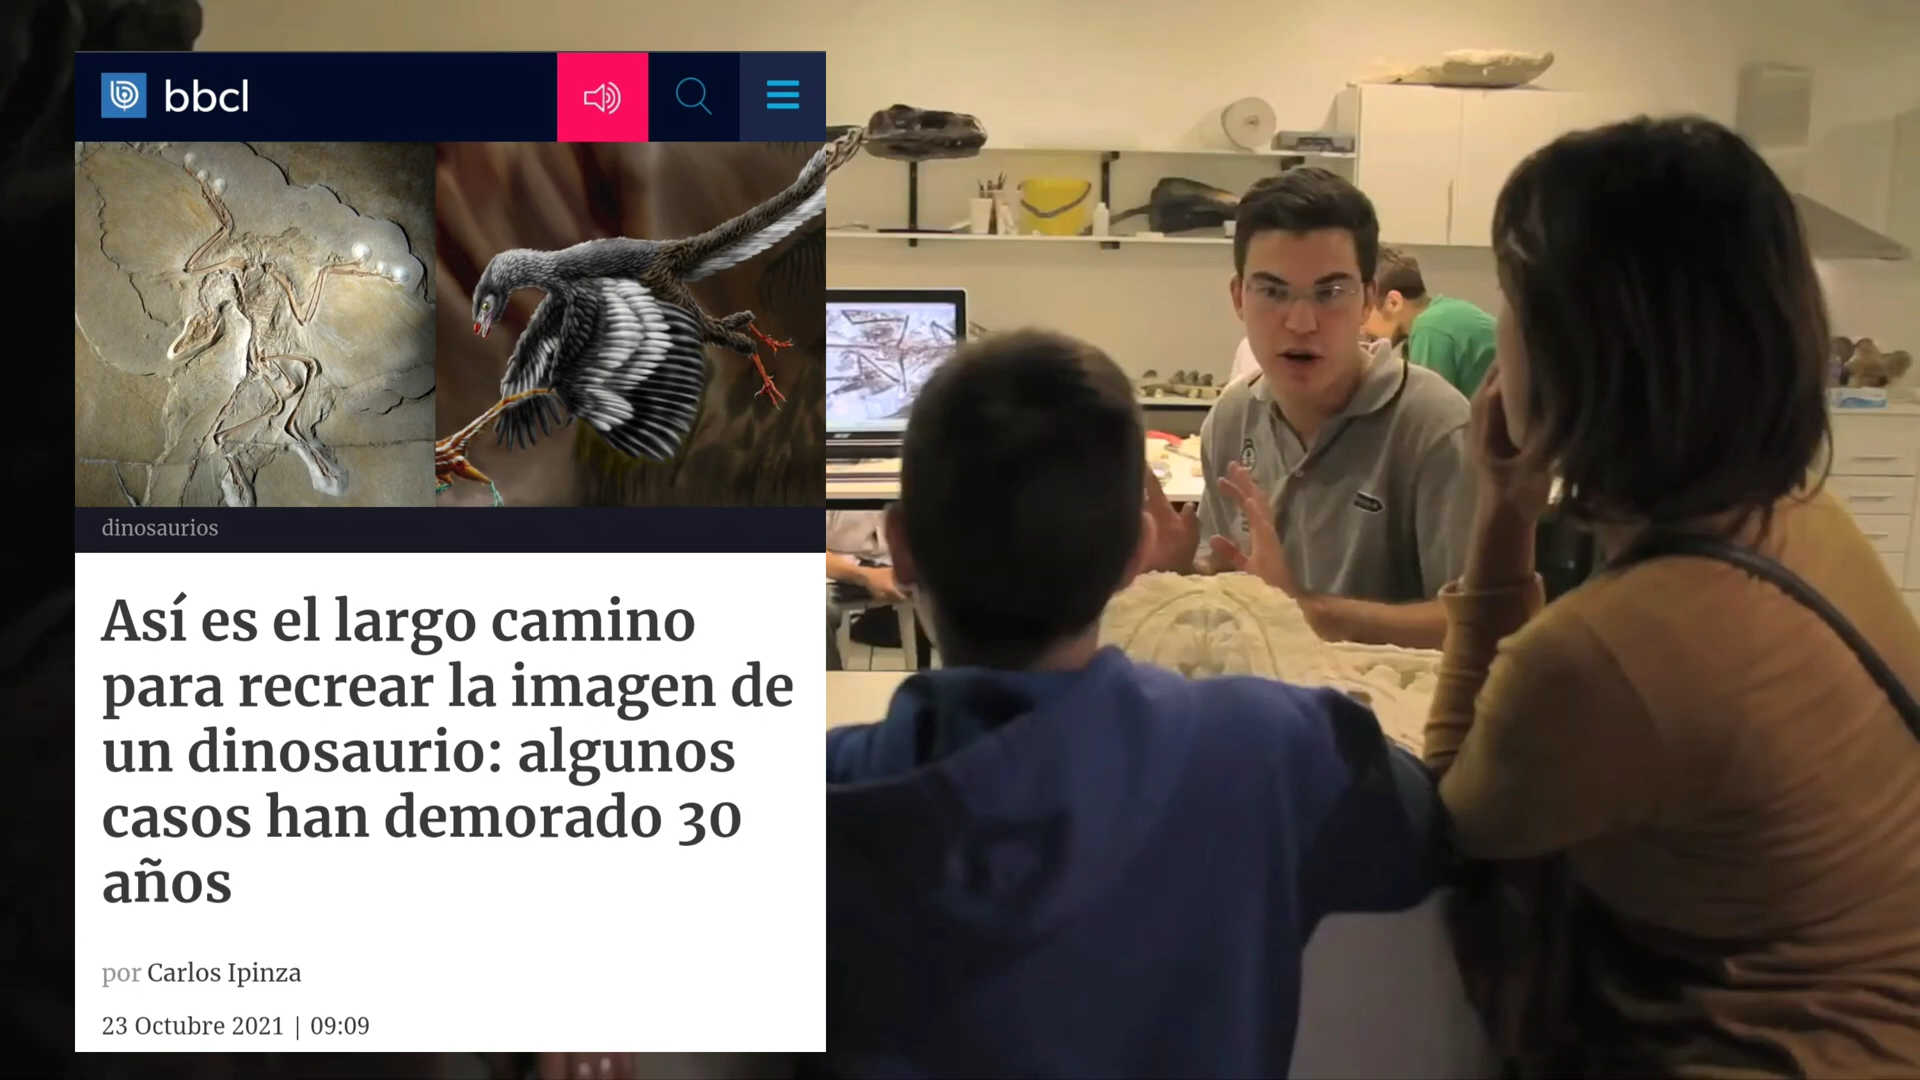 bbcl
dinosaurios
Así es el largo camino
para recrear la imagen de
un dinosaurio: algunos
casos han demorado 30
años
por Carlos Ipinza
23 Octubre 2021 | 09:09